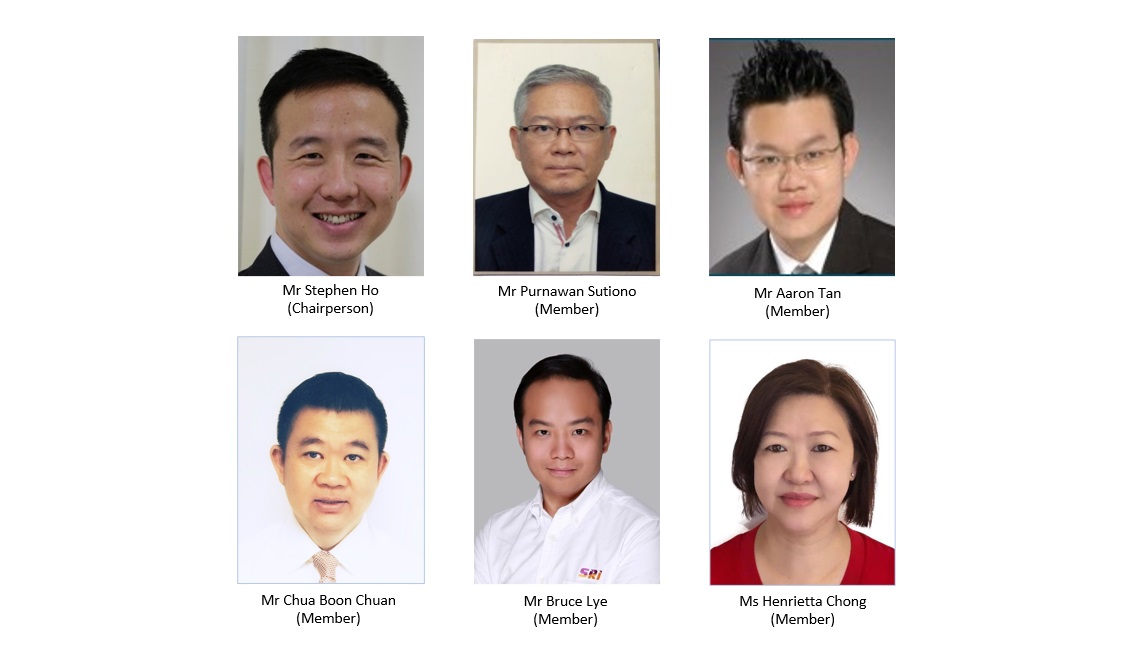 Mr Stephen Ho
(Chairperson)
Mr Purnawan Sutiono
(Member)
Mr Aaron Tan
(Member)
SRi
Mr Chua Boon Chuan
(Member)
Mr Bruce Lye
(Member)
Ms Henrietta Chong
(Member)